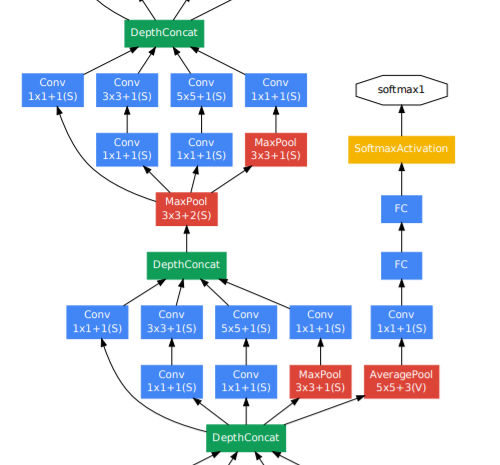 DepthConcat
Conv
1x1+1(S)
Conv
3x3+1(S)
Conv
5x5+1(S)
Conv
1x1+1(S)
softmax1
Conv
1x1+1(S)
Conv
1x1+1(S)
MaxPool
3x3+1(S)
SoftmaxActivation
MaxPool
3x3+2(S)
FC
DepthConcat
FC
Conv
1x1+1(S)
Conv
3x3+1(S)
Conv
5x5+1(S)
Conv
1x1+1(S)
Conv
1x1+1(S)
Conv
1x1+1(S)
Conv
1x1+1(S)
MaxPool
3x3+1(S)
AveragePool
5x5+3(V)
DepthConcat